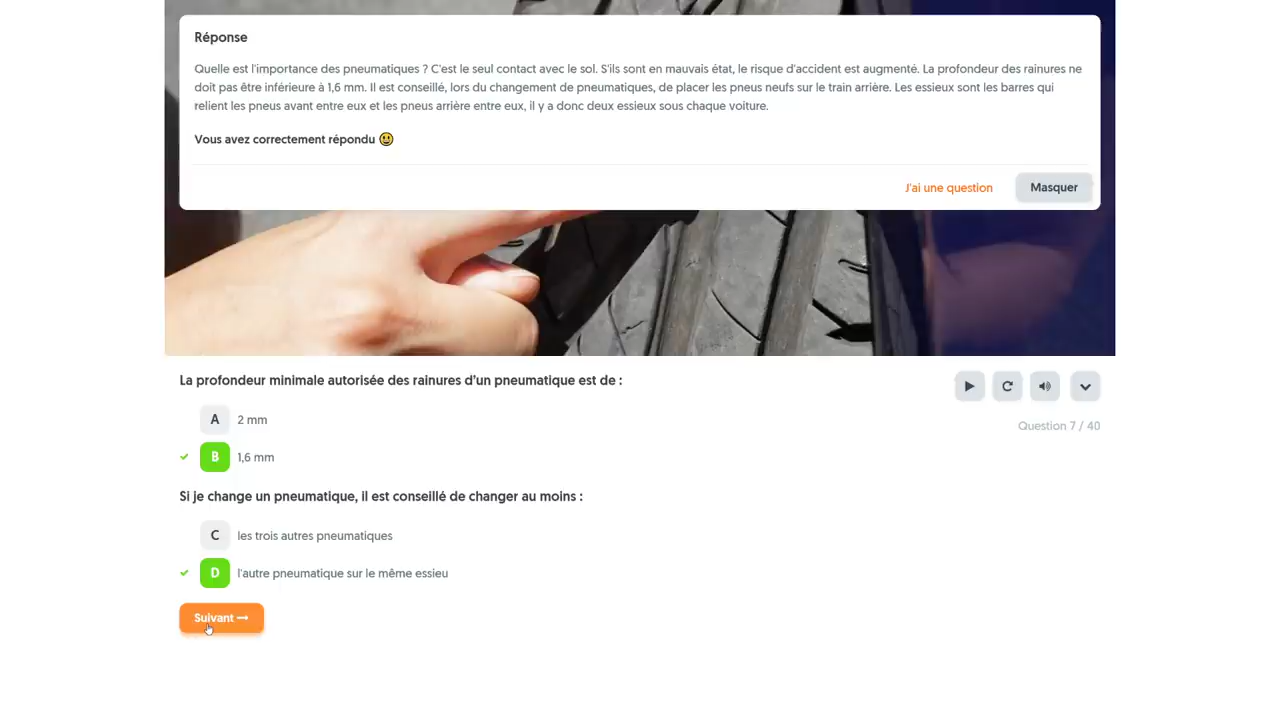 Réponse
Quelle est l'importance des pneumatiques ? C'est le seul contact avec le sol. S'ils sont en mauvais état, le risque d'accident est augmenté. La profondeur des rainures ne
doit pas être inférieure à 1,6 mm. Il est conseillé, lors du changement de pneumatiques, de placer les pneus neufs sur le train arrière. Les essieux sont les barres qui
relient les pneus avant entre eux et les pneus arrière entre eux, il y a donc deux essieux sous chaque voiture.
Vous avez correctement répondu 😃
J'ai une question
Masquer
La profondeur minimale autorisée des rainures d'un pneumatique est de :
A 2 mm
B 1,6 mm
Question 7 / 40
Si je change un pneumatique, il est conseillé de changer au moins :
C les trois autres pneumatiques
D l'autre pneumatique sur le même essieu
Suivant →